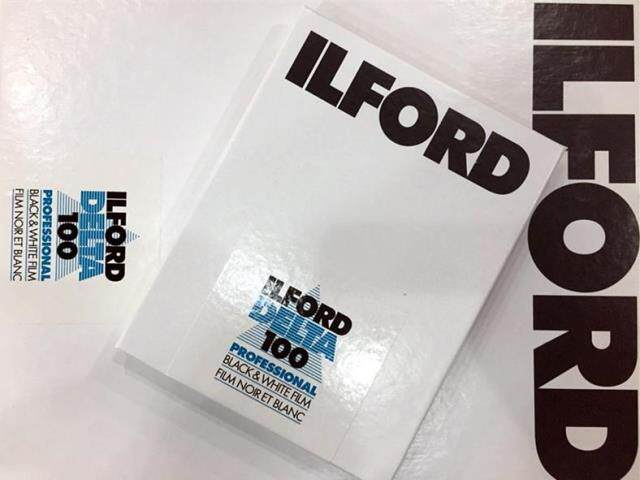 ILFORD
ILFORD
DELTA
100
PROFESSIONAL
BLACK & WHITE FILM
FILM NOIR ET BLANC
ILFORD
ILFORD
DELTA
100
PROFESSIONAL
BLACK & WHITE FILM
FILM NOIR ET BLANC